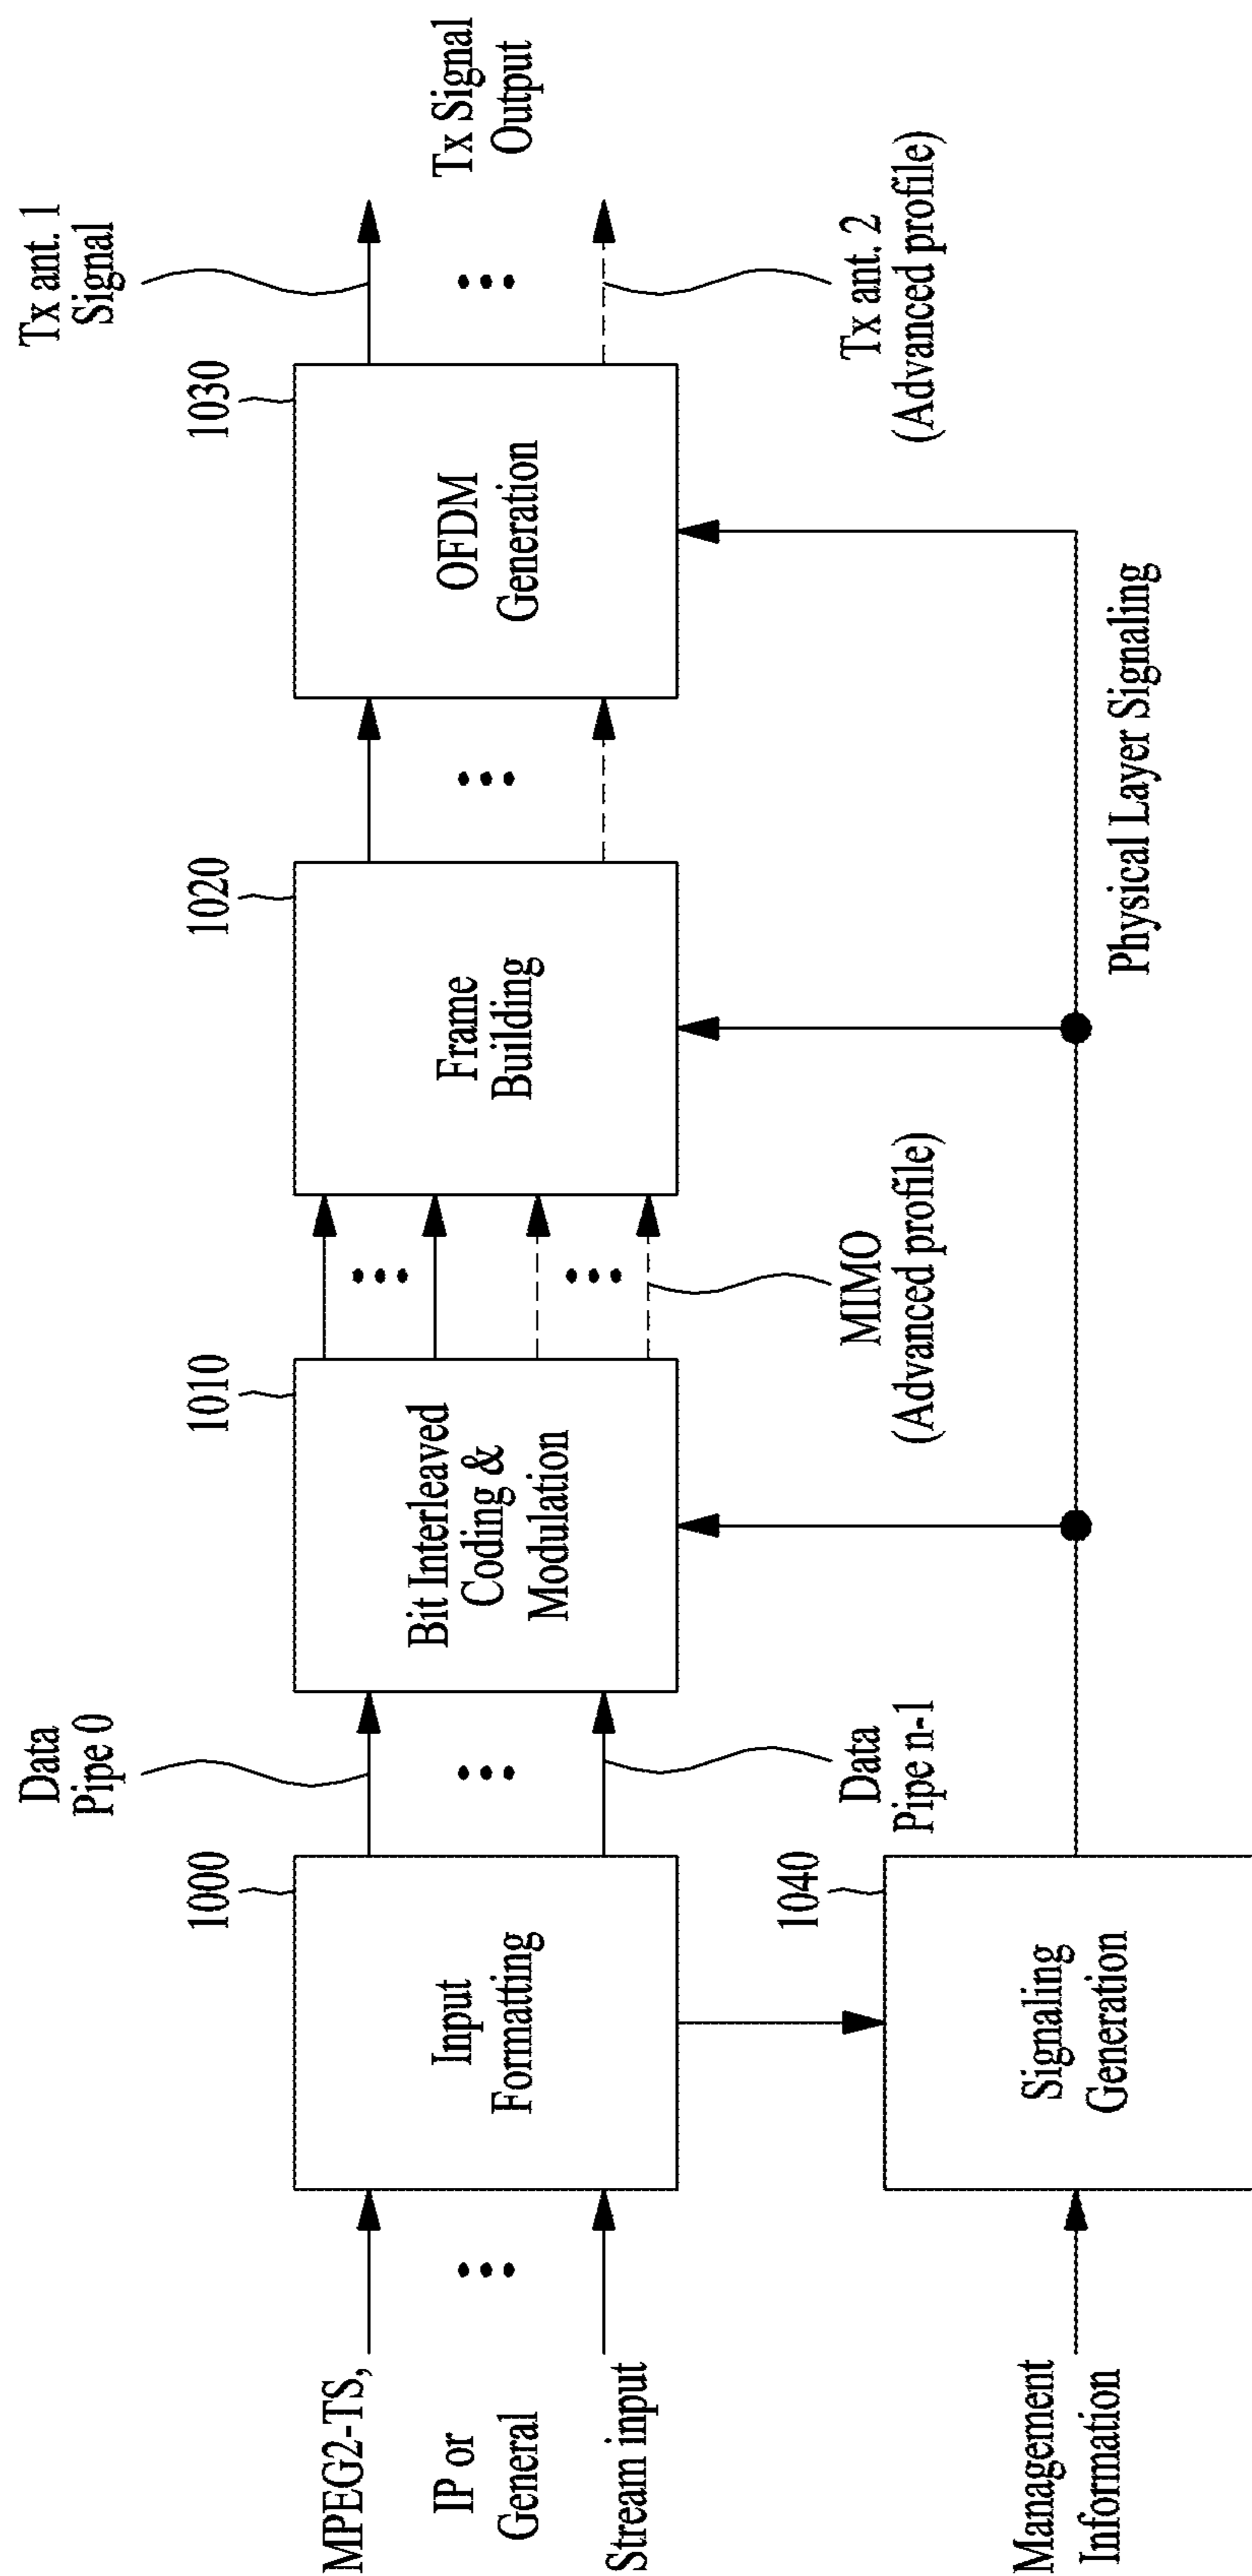 MPEG2-TS,
IP or
General
Stream input
1000
Input
Formatting
Data
Pipe 0
Data
Pipe n-1
1010
Bit Interleaved
Coding &
Modulation
MIMO
(Advanced profile)
1020
Frame
Building
1030
OFDM
Generation
Tx ant. 1
Signal
Tx Signal
Output
Tx ant. 2
(Advanced profile)
Management
Information
1040
Signaling
Generation
Physical Layer Signaling